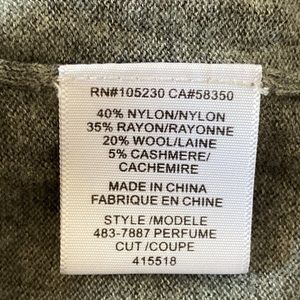 RN#105230 CA#58350
40% NYLON/NYLON
35% RAYON/RAYONNE
20% WOOL/LAINE
5% CASHMERE/
CACHEMIRE
MADE IN CHINA
FABRIQUE EN CHINE
STYLE /MODELE
483-7887 PERFUME
CUT /COUPE
415518